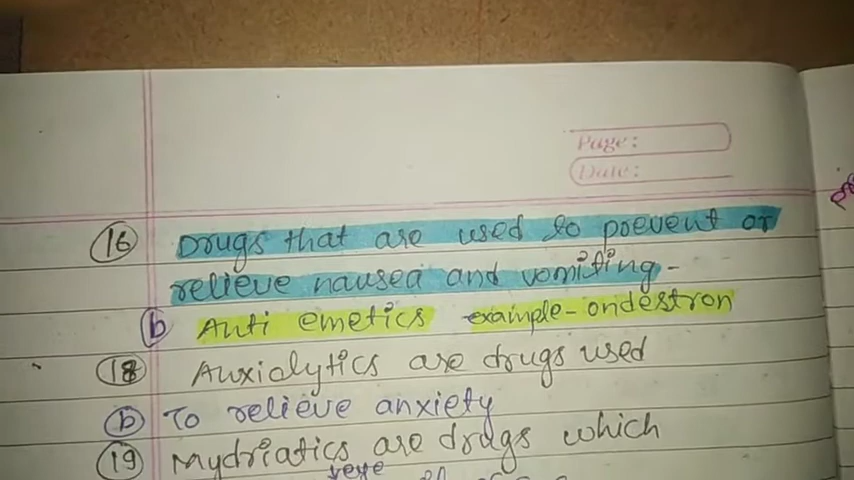 Page:
Date:
16 Drugs that are used to prevent or
relieve nausea and vomiting -
b Anti emetics example - ondestron
18 Anxiolytics are drugs used
b To relieve anxiety
19 Mydriatics are drugs which